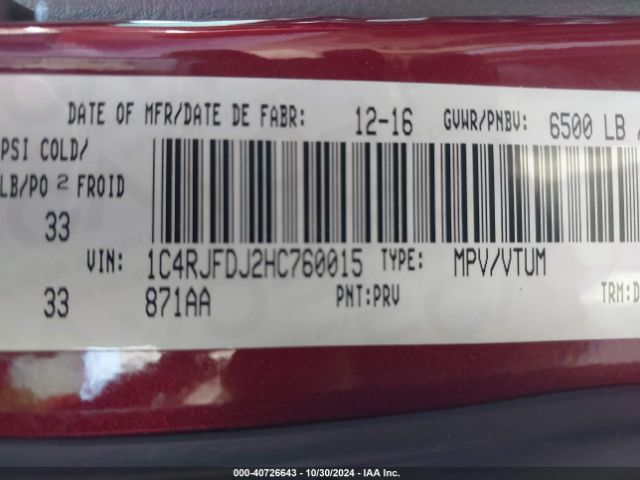 DATE OF MFR/DATE DE FABR: 12-16 GVWR/PNBV: 6500 LB
PSI COLD/
LB/PO 2 FROID
33
VIN: 1C4RJFDJ2HC760015 TYPE: MPV/VTUM
33 871AA PNT:PRV TRM:D
000-40726643 - 10/30/2024 - IAA Inc.